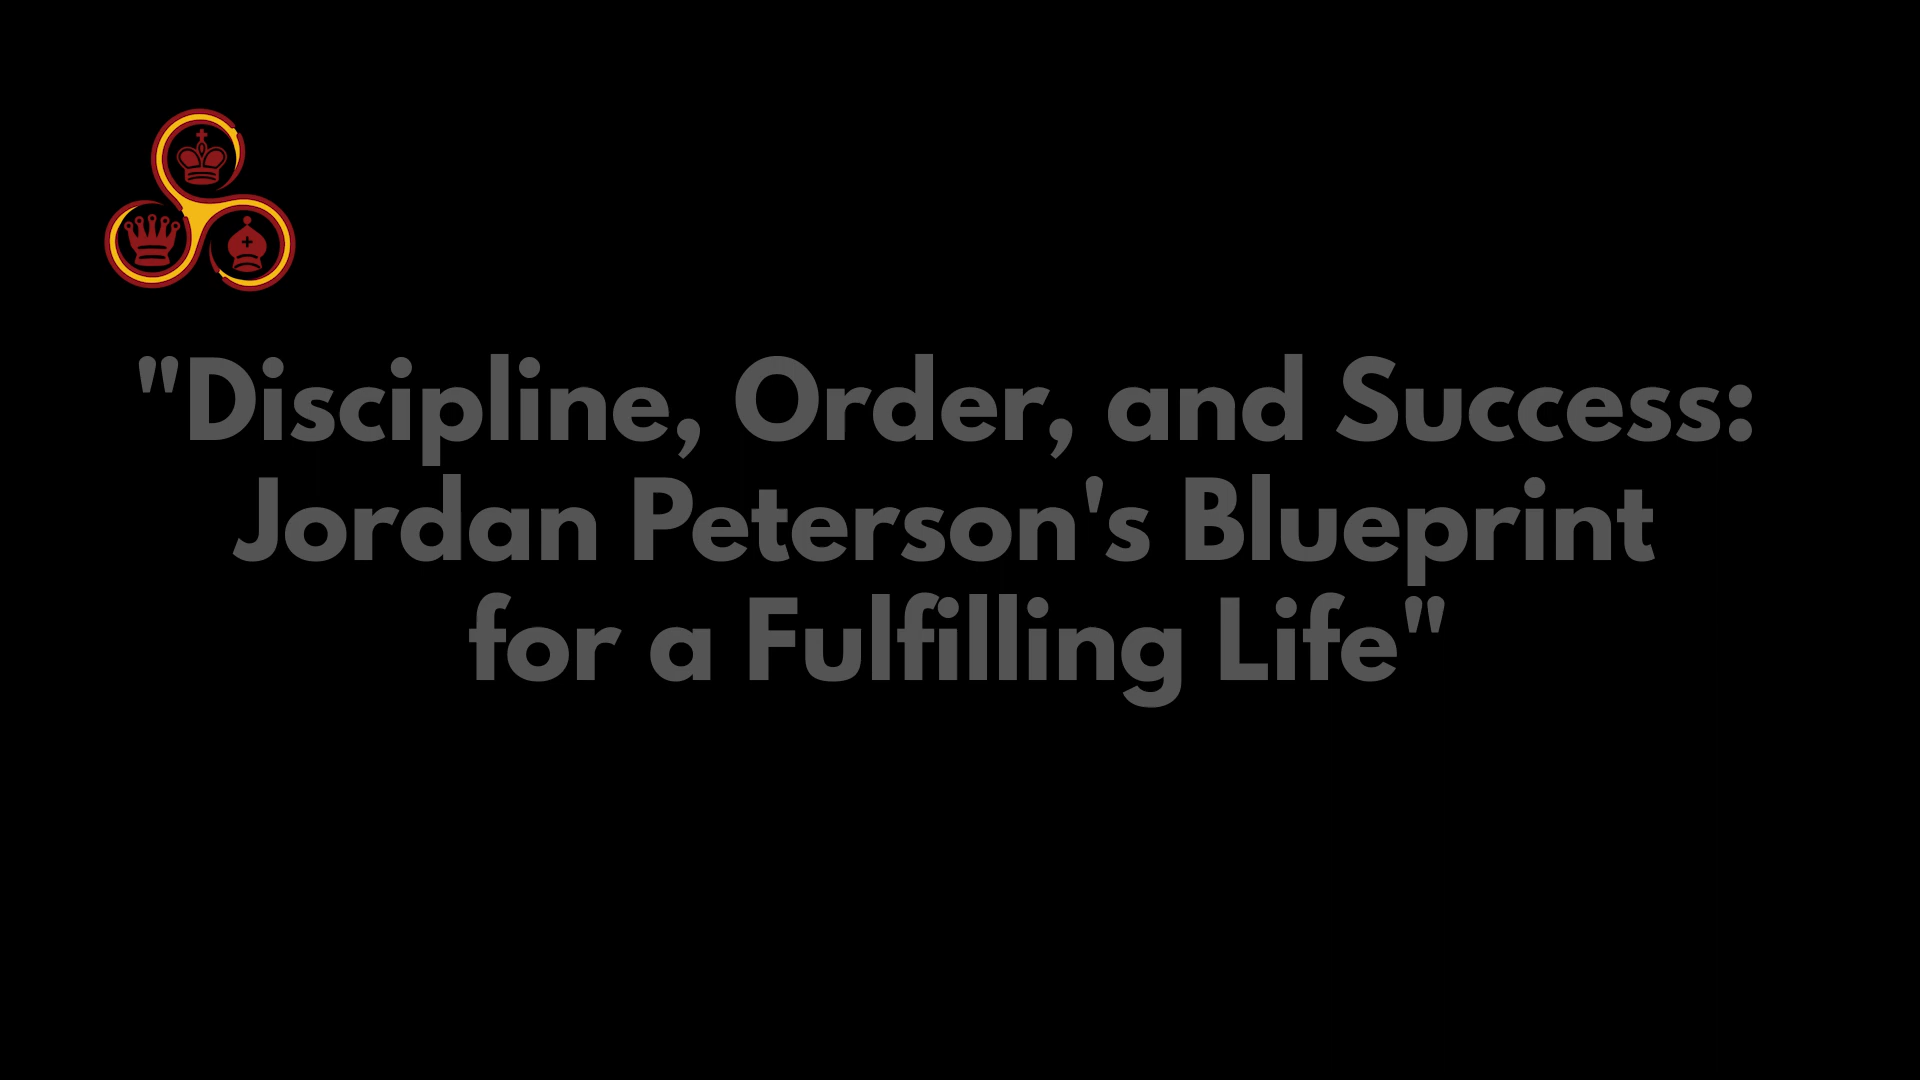 "Discipline, Order, and Success:
Jordan Peterson's Blueprint
for a Fulfilling Life"